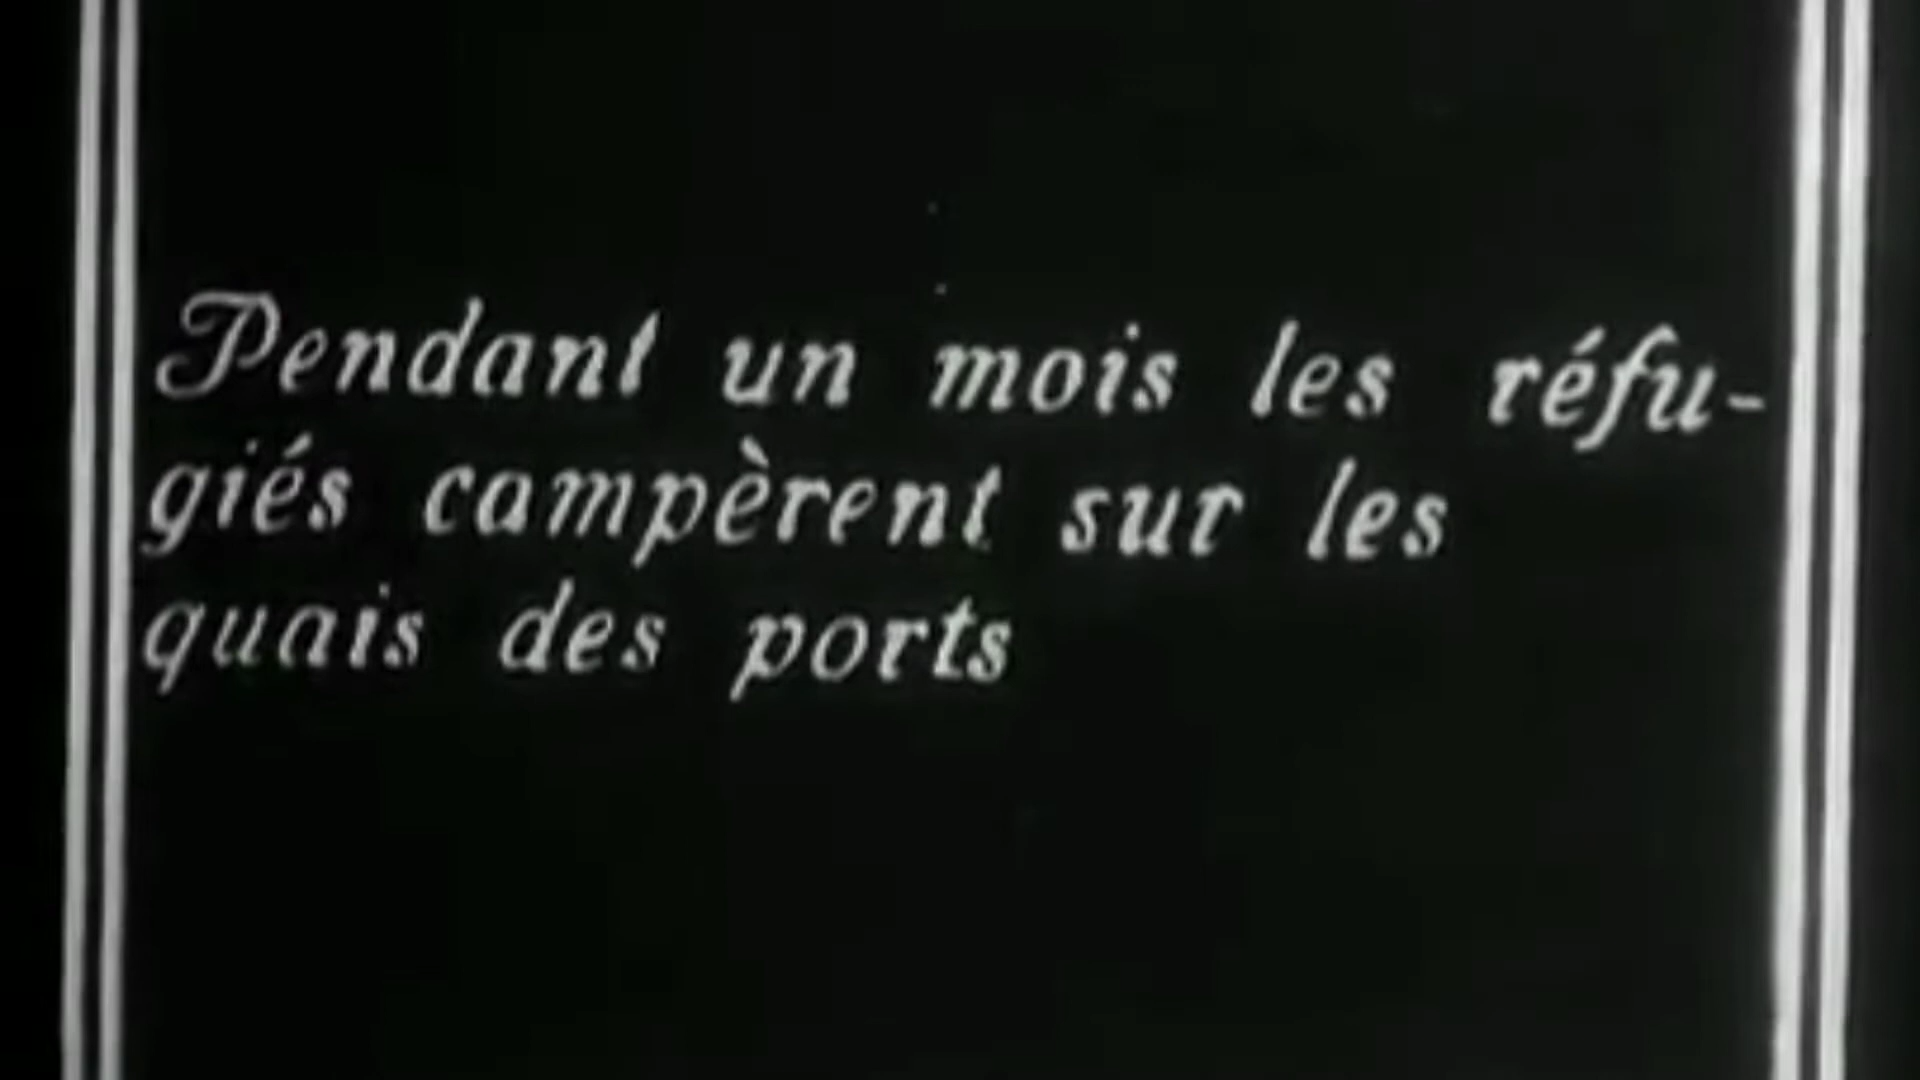 Pendant un mois les réfu-
giés campèrent sur les
quais des ports